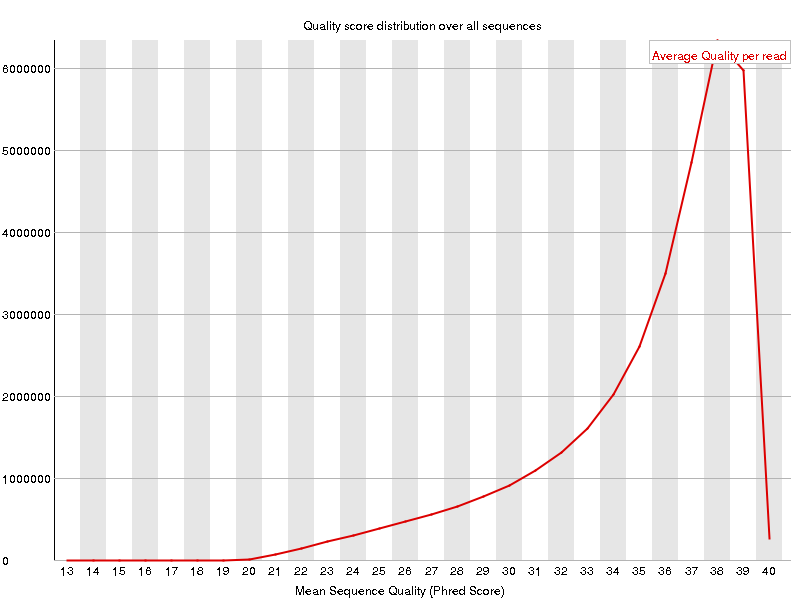 Quality score distribution over all sequences
Average Quality per read
6000000
5000000
4000000
3000000
2000000
1000000
0
13 14 15 16 17 18 19 20 21 22 23 24 25 26 27 28 29 30 31 32 33 34 35 36 37 38 39 40
Mean Sequence Quality (Phred Score)